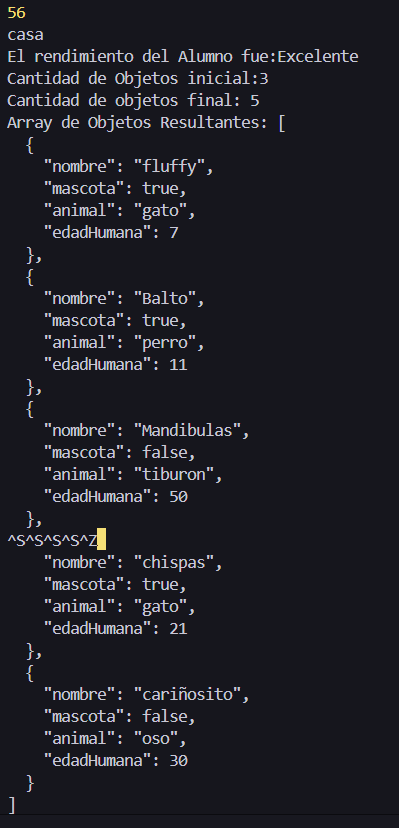 56
casa
El rendimiento del Alumno fue:Excelente
Cantidad de Objetos inicial:3
Cantidad de objetos final: 5
Array de Objetos Resultantes: [
  {
    "nombre": "fluffy",
    "mascota": true,
    "animal": "gato",
    "edadHumana": 7
  },
  {
    "nombre": "Balto",
    "mascota": true,
    "animal": "perro",
    "edadHumana": 11
  },
  {
    "nombre": "Mandibulas",
    "mascota": false,
    "animal": "tiburon",
    "edadHumana": 50
  },
^S^S^S^S^Z
    "nombre": "chispas",
    "mascota": true,
    "animal": "gato",
    "edadHumana": 21
  },
  {
    "nombre": "cariñosito",
    "mascota": false,
    "animal": "oso",
    "edadHumana": 30
  }
]